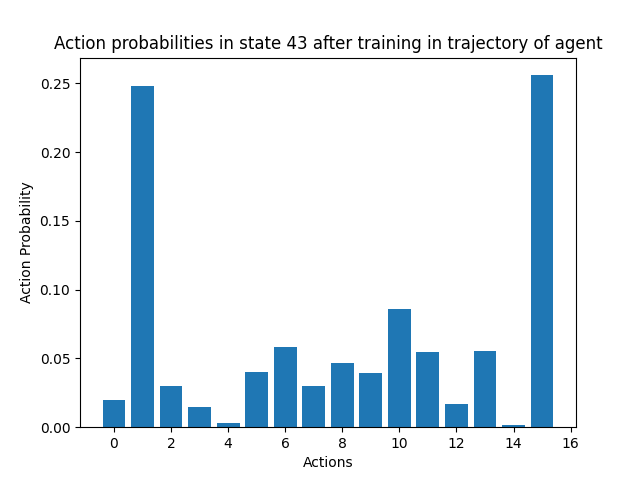 Action probabilities in state 43 after training in trajectory of agent
0.25
0.20
0.15
0.10
0.05
0.00
Action Probability
0 2 4 6 8 10 12 14 16
Actions